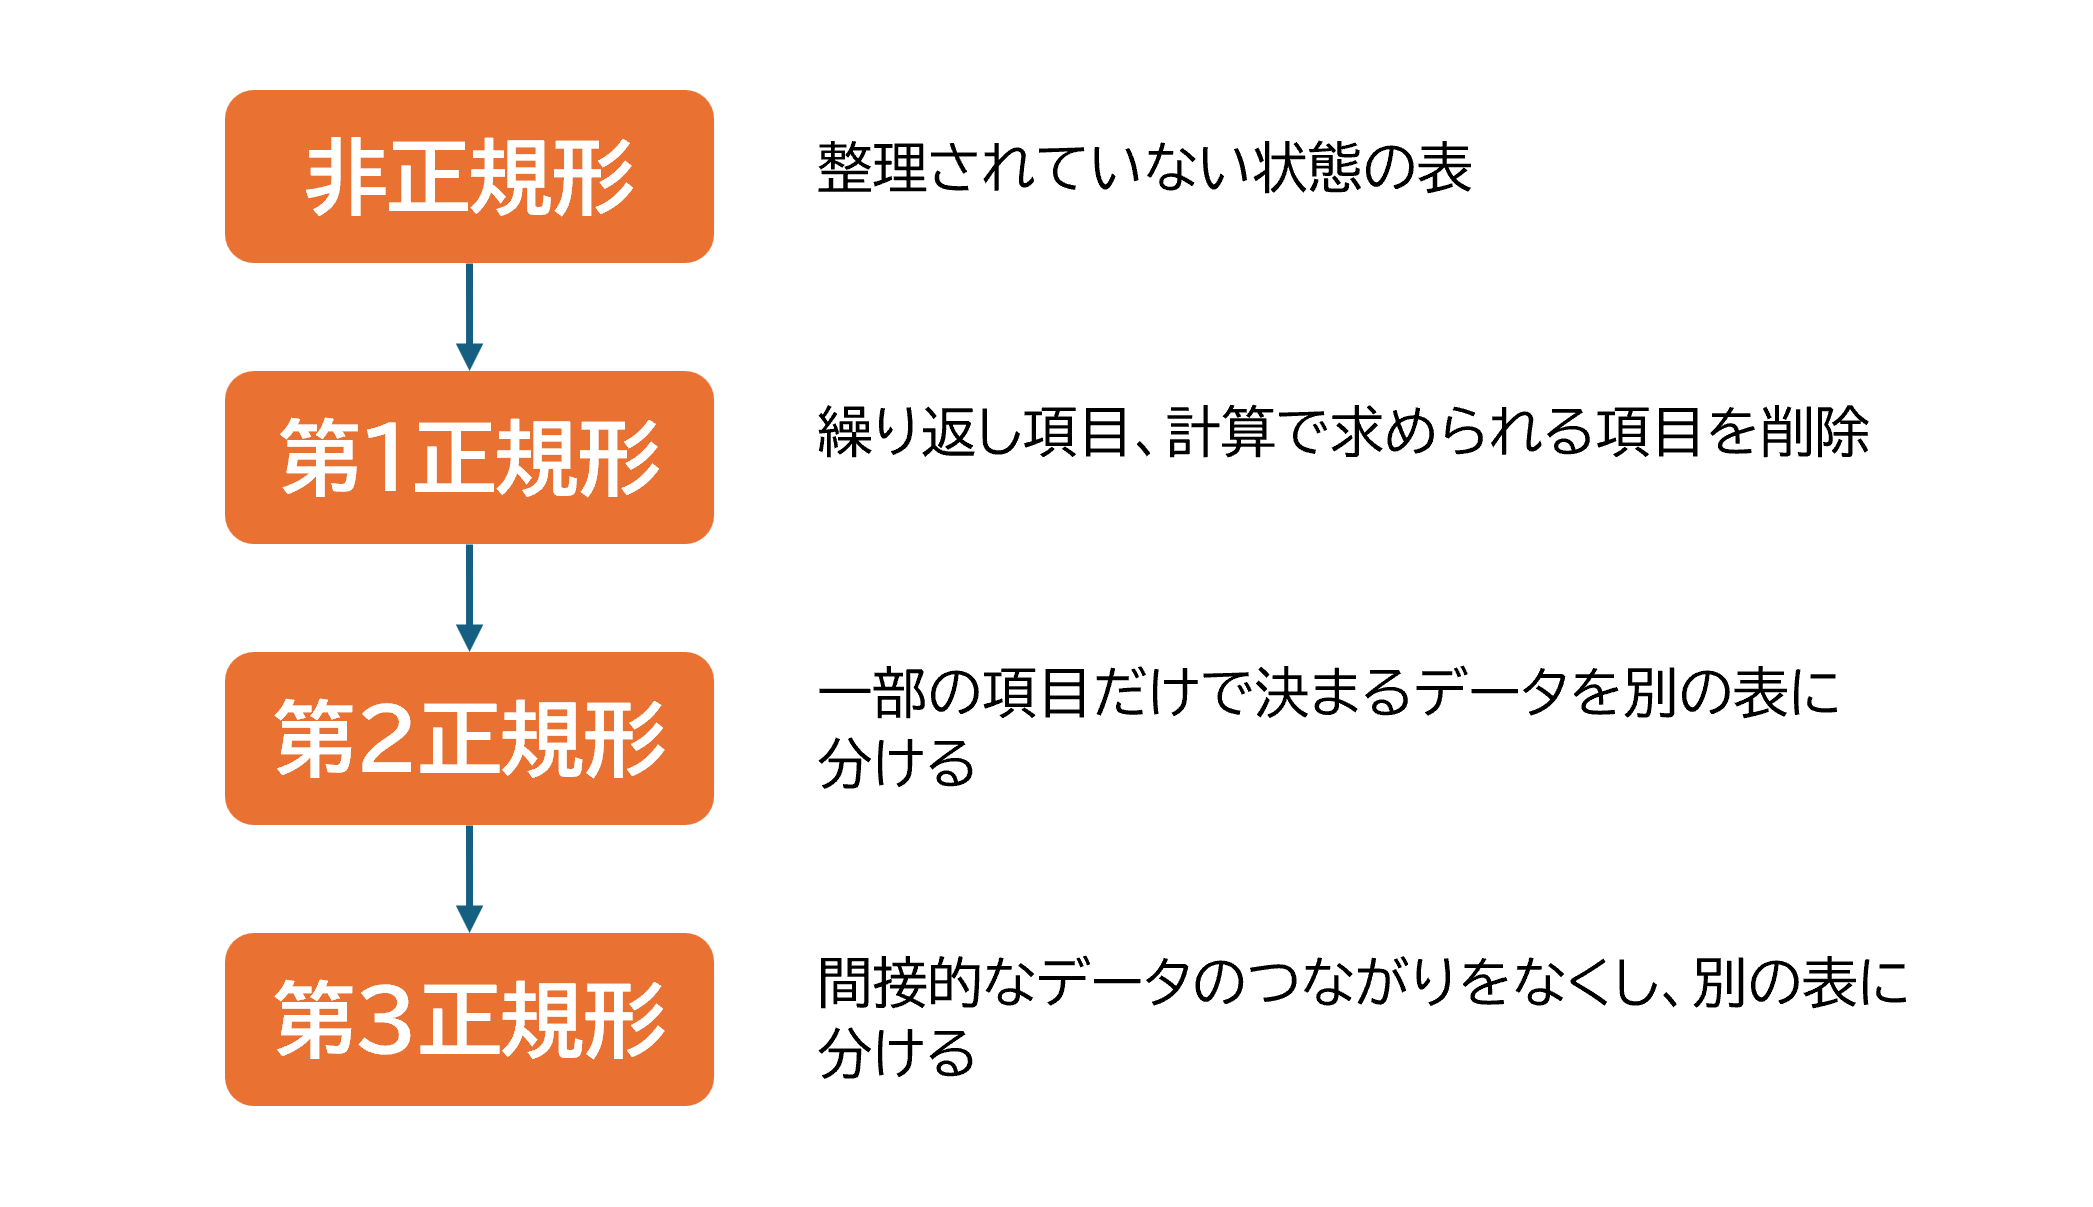 非正規形
整理されていない状態の表
第1正規形
繰り返し項目、計算で求められる項目を削除
第2正規形
一部の項目だけで決まるデータを別の表に
分ける
第3正規形
間接的なデータのつながりをなくし、別の表に
分ける